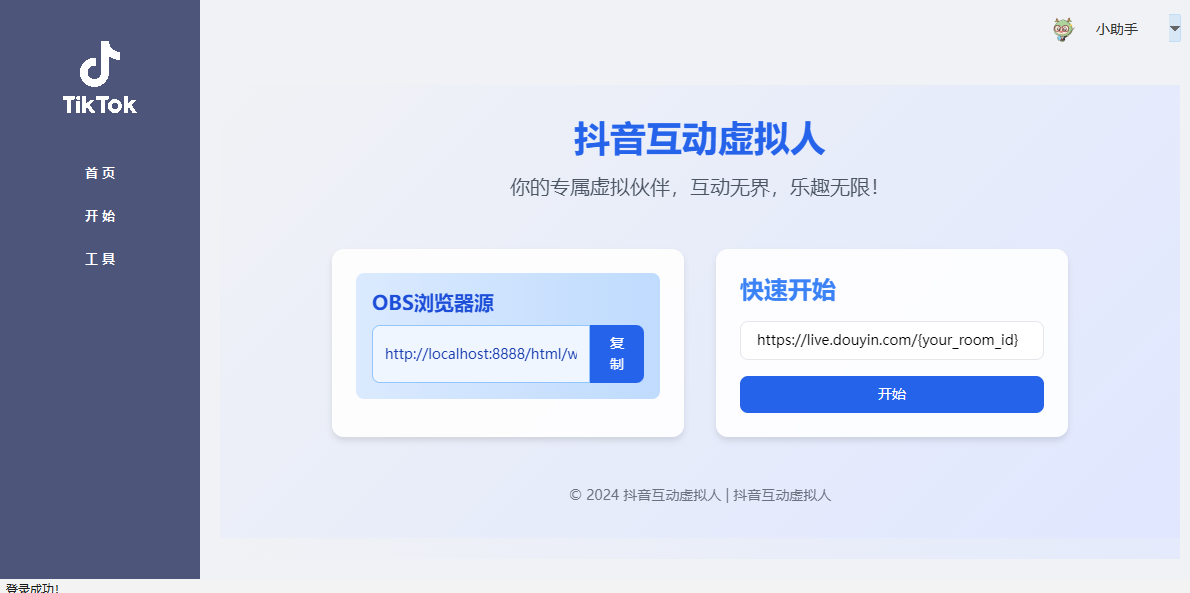 小助手
TikTok
首 页
开 始
工 具
抖音互动虚拟人
你的专属虚拟伙伴，互动无界，乐趣无限！
OBS浏览器源
http://localhost:8888/html/w
复
制
快速开始
https://live.douyin.com/{your_room_id}
开始
© 2024 抖音互动虚拟人 | 抖音互动虚拟人
登录成功!